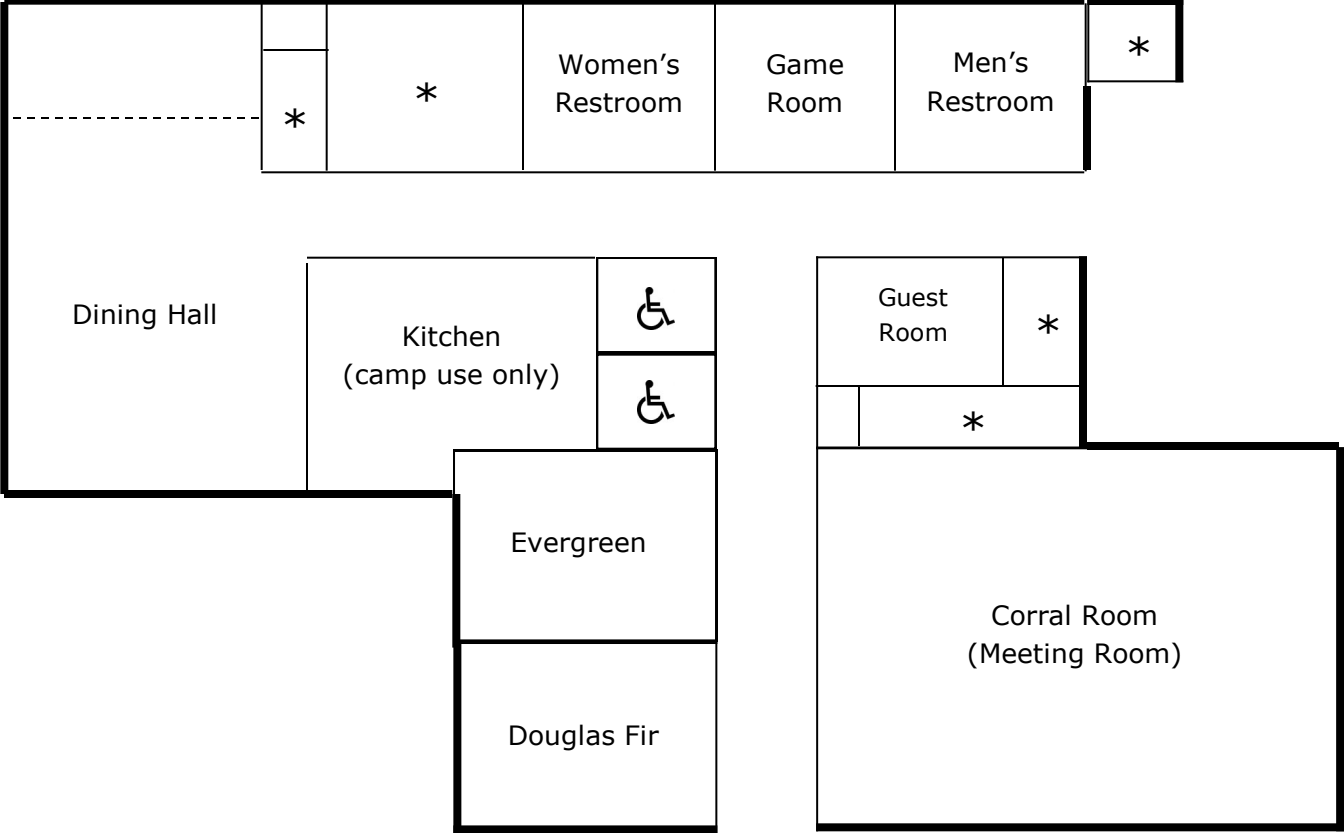 Women’s
Restroom
Game
Room
Men’s
Restroom
*
*
*
Dining Hall
Kitchen
(camp use only)
Guest
Room
*
*
Evergreen
Corral Room
(Meeting Room)
Douglas Fir